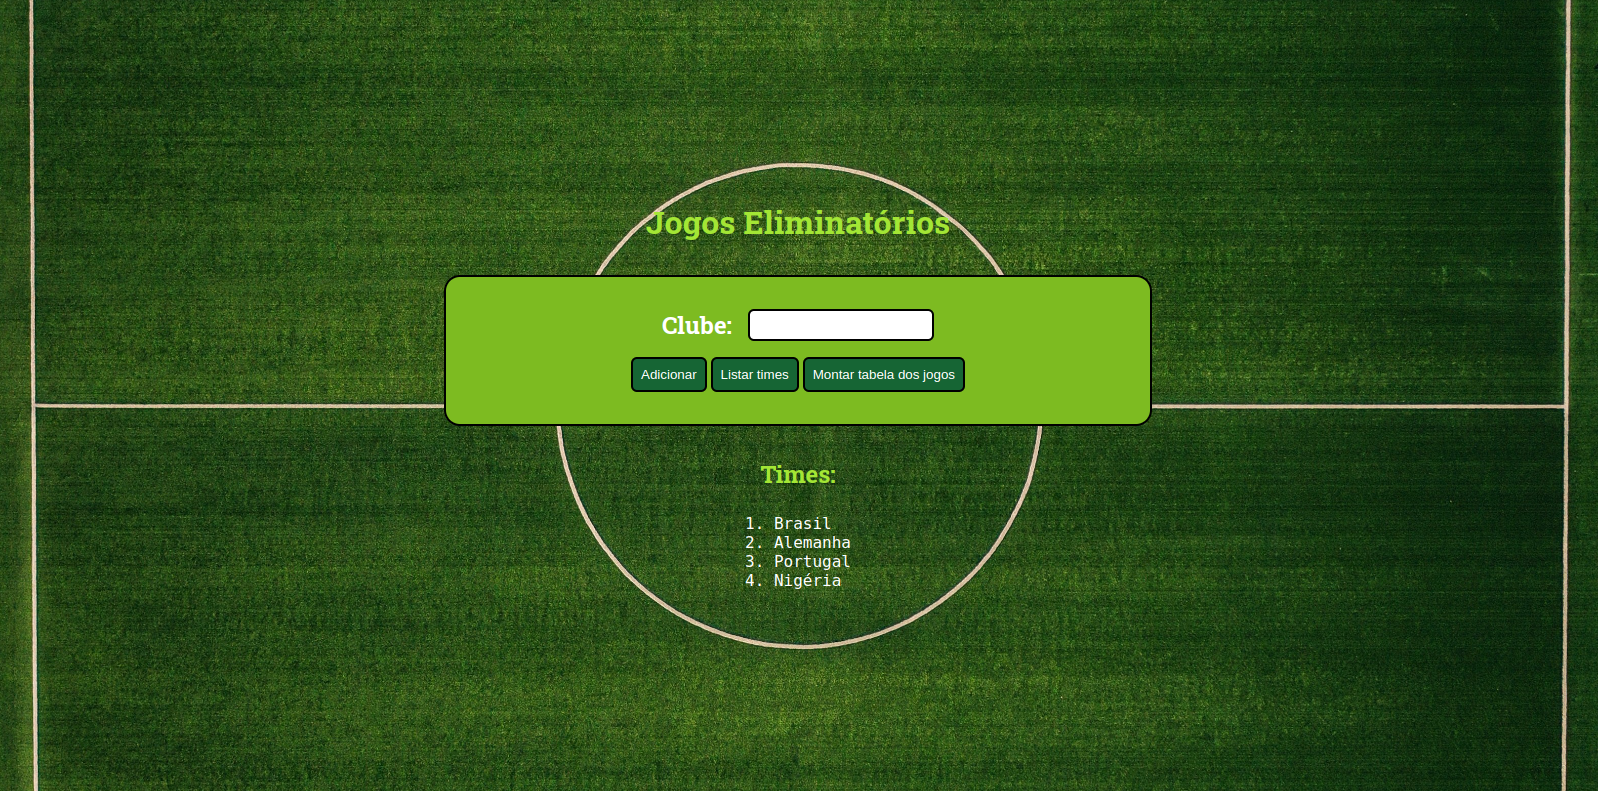 Jogos Eliminatórios
Clube:
Adicionar Listar times Montar tabela dos jogos
Times:
1. Brasil
2. Alemanha
3. Portugal
4. Nigéria